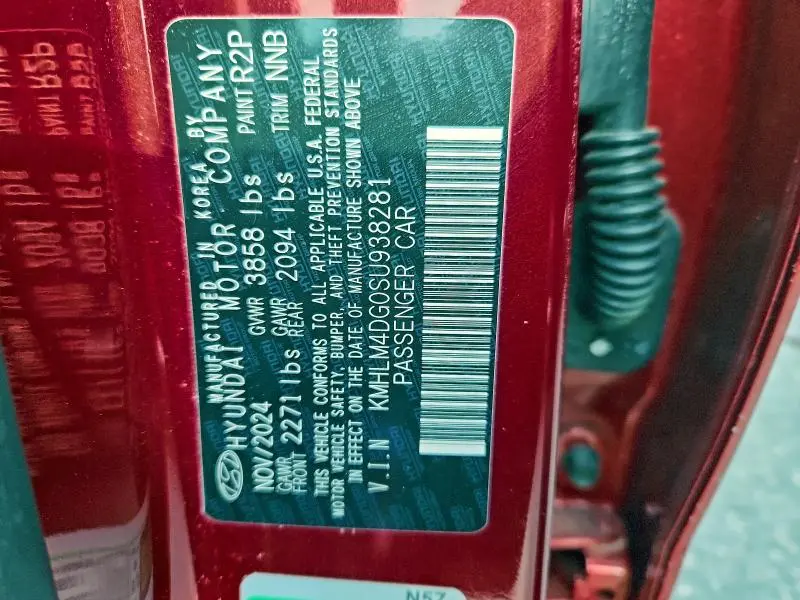 MANUFACTURED IN KOREA BY
HYUNDAI MOTOR COMPANY
NOV/2024 GVWR 3858 lbs PAINT R2P
GAWR FRONT 2271 lbs GAWR REAR 2094 lbs TRIM NNB
THIS VEHICLE CONFORMS TO ALL APPLICABLE U.S.A. FEDERAL
MOTOR VEHICLE SAFETY, BUMPER, AND THEFT PREVENTION STANDARDS
IN EFFECT ON THE DATE OF MANUFACTURE SHOWN ABOVE
V.I.N KMHLM4DG0SU938281
PASSENGER CAR
N57